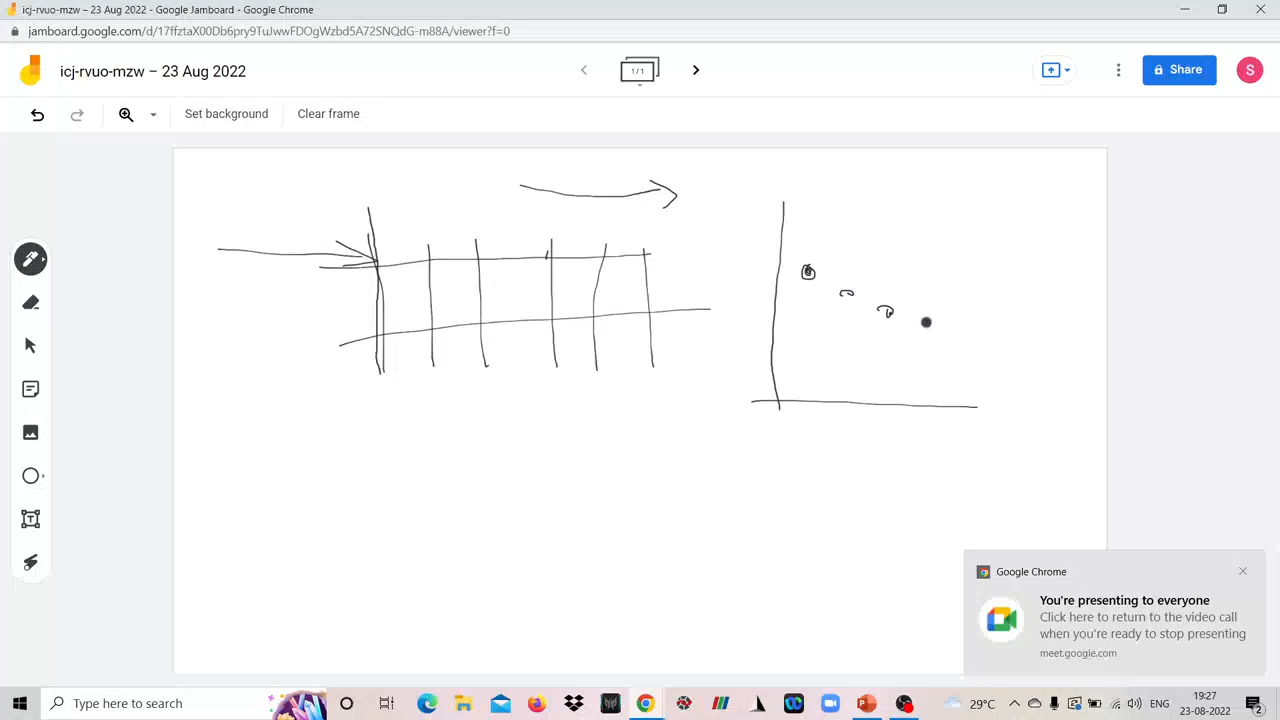 icj-rvuo-mzw – 23 Aug 2022 - Google Jamboard - Google Chrome
jamboard.google.com/d/17ffztaX00Db6pry9TuJwwFDOgWzbd5A72SNQdG-m88A/viewer?f=0
icj-rvuo-mzw – 23 Aug 2022
1 / 1
Share
S
Set background
Clear frame
Google Chrome
You're presenting to everyone
Click here to return to the video call
when you're ready to stop presenting
meet.google.com
Type here to search
29°C
ENG
19:27
23-08-2022
2